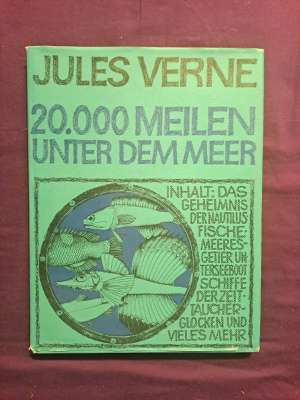 JULES VERNE
20.000 MEILEN
UNTER DEM MEER
INHALT: DAS
GEHEIMNIS
DER NAUTILUS
FISCHE-
MEERES-
GETIER UN-
TERSEEBOOT
SCHIFFE
DER ZEIT-
TAUCHER-
GLOCKEN UND
VIELES MEHR